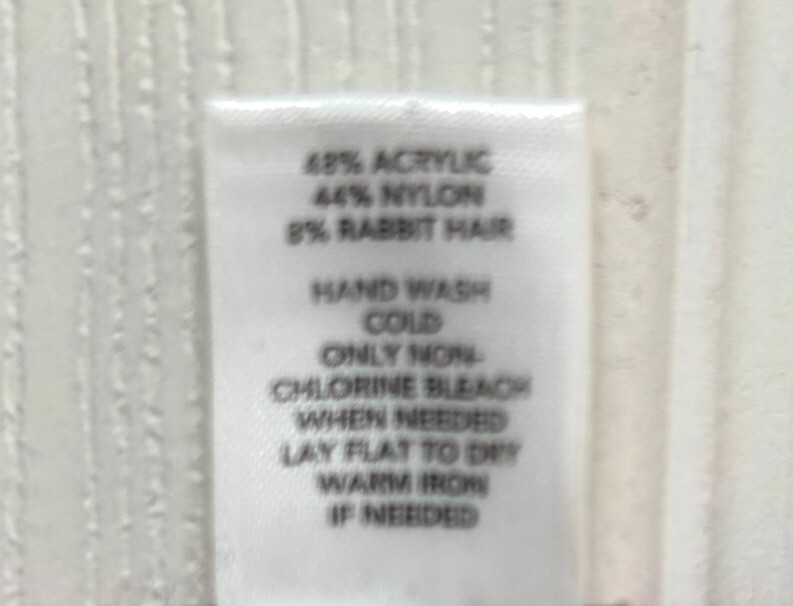 48% ACRYLIC
44% NYLON
8% RABBIT HAIR
HAND WASH
COLD
ONLY NON-
CHLORINE BLEACH
WHEN NEEDED
LAY FLAT TO DRY
WARM IRON
IF NEEDED